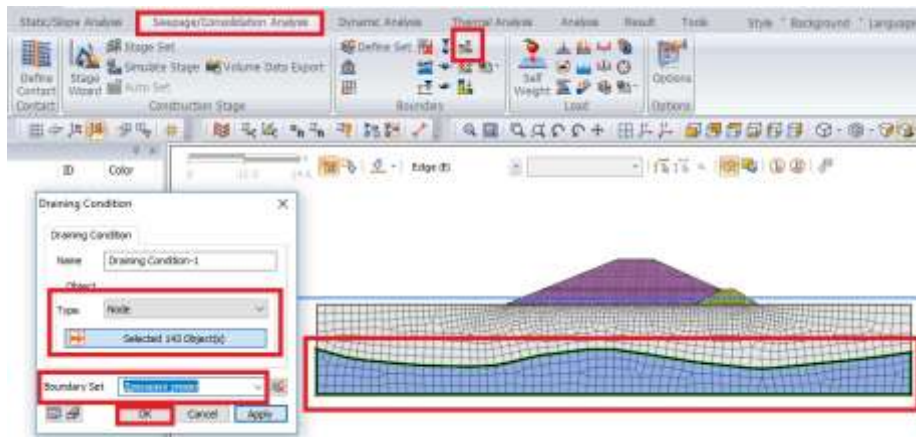 Static/Slope Analysis Seepage/Consolidation Analysis Dynamic Analysis Thermal Analysis Analysis Result Tools Style Background Language
Stage Set
Define Set
Simulate Stage Volume Data Export
Auto Set
Define Contact
Stage Wizard
Self Weight
Options
Contact Construction Stage Boundary Load Options
ID Color
Edge (E)
Draining Condition
Draining Condition
Name Draining Condition-1
Object
Type Node
Selected 143 Object(s)
Boundary Set
OK Cancel Apply